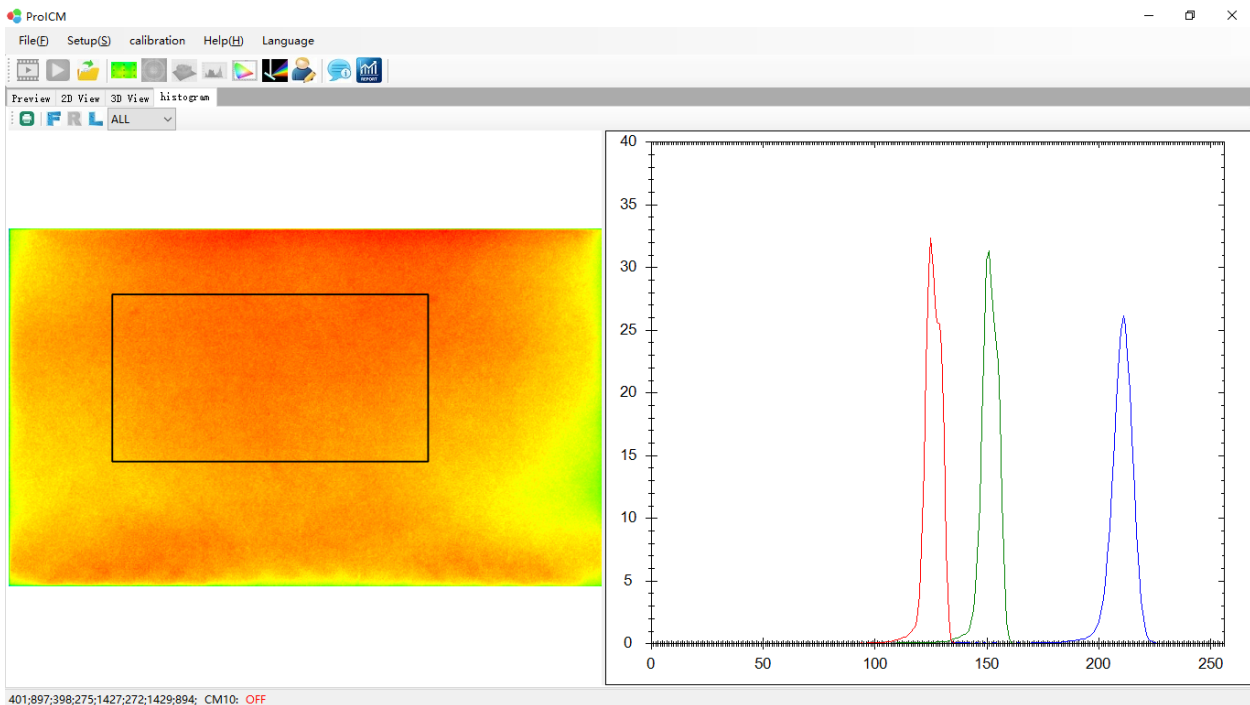 ProICM
File(F) Setup(S) calibration Help(H) Language
REPORT
Preview 2D View 3D View histogram
F R L ALL
40
35
30
25
20
15
10
5
0
0 50 100 150 200 250
401;897;398;275;1427;272;1429;894; CM10: OFF